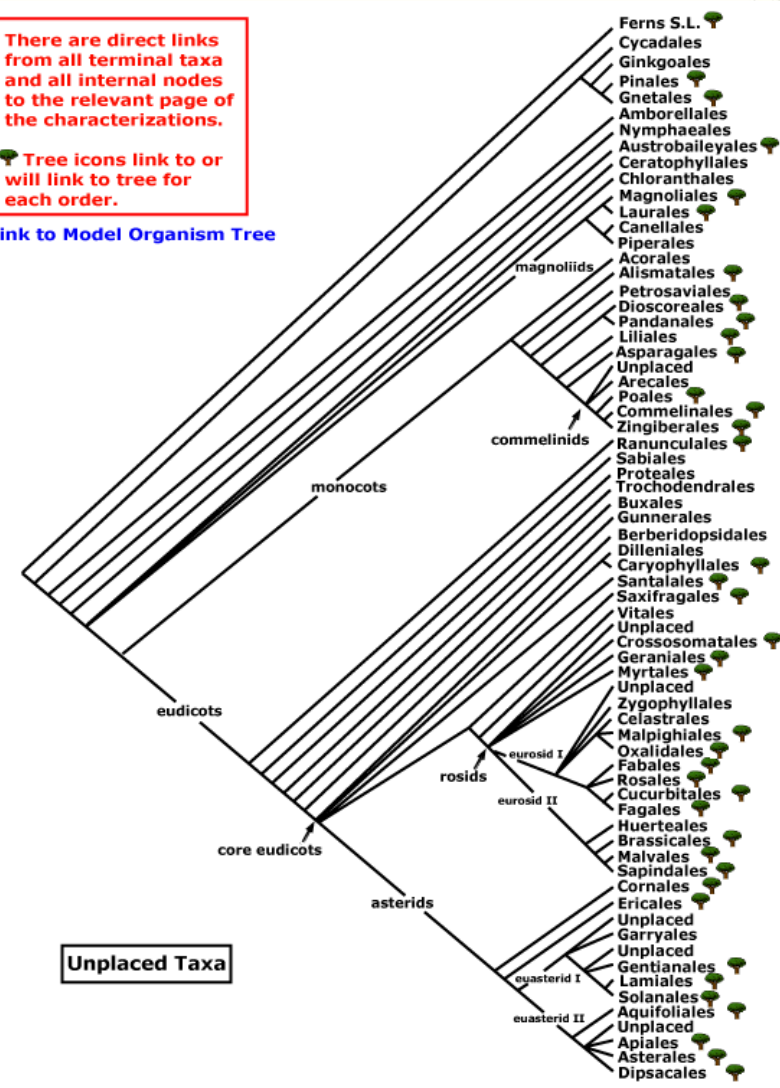 There are direct links
from all terminal taxa
and all internal nodes
to the relevant page of
the characterizations.
Tree icons link to or
will link to tree for
each order.
ink to Model Organism Tree
Ferns S.L.
Cycadales
Ginkgoales
Pinales
Gnetales
Amborellales
Nymphaeales
Austrobaileyales
Ceratophyllales
Chloranthales
Magnoliales
Laurales
Canellales
Piperales
magnoliids
Acorales
Alismatales
Petrosaviales
Dioscoreales
Pandanales
Liliales
Asparagales
Unplaced
Arecales
Poales
Commelinales
Zingiberales
commelinids
monocots
Ranunculales
Sabiales
Proteales
Trochodendrales
Buxales
Gunnerales
Berberidopsidales
Dilleniales
Caryophyllales
Santalales
Saxifragales
Vitales
Unplaced
Crossosomatales
Geraniales
Myrtales
Unplaced
Zygophyllales
Celastrales
Malpighiales
Oxalidales
Fabales
Rosales
Cucurbitales
Fagales
Huerteales
Brassicales
Malvales
Sapindales
eudicots
eurosid I
rosids
eurosid II
core eudicots
asterids
Cornales
Ericales
Unplaced
Garryales
Unplaced
Gentianales
Lamiales
Solanales
Aquifoliales
Unplaced
Apiales
Asterales
Dipsacales
euasterid I
euasterid II
Unplaced Taxa